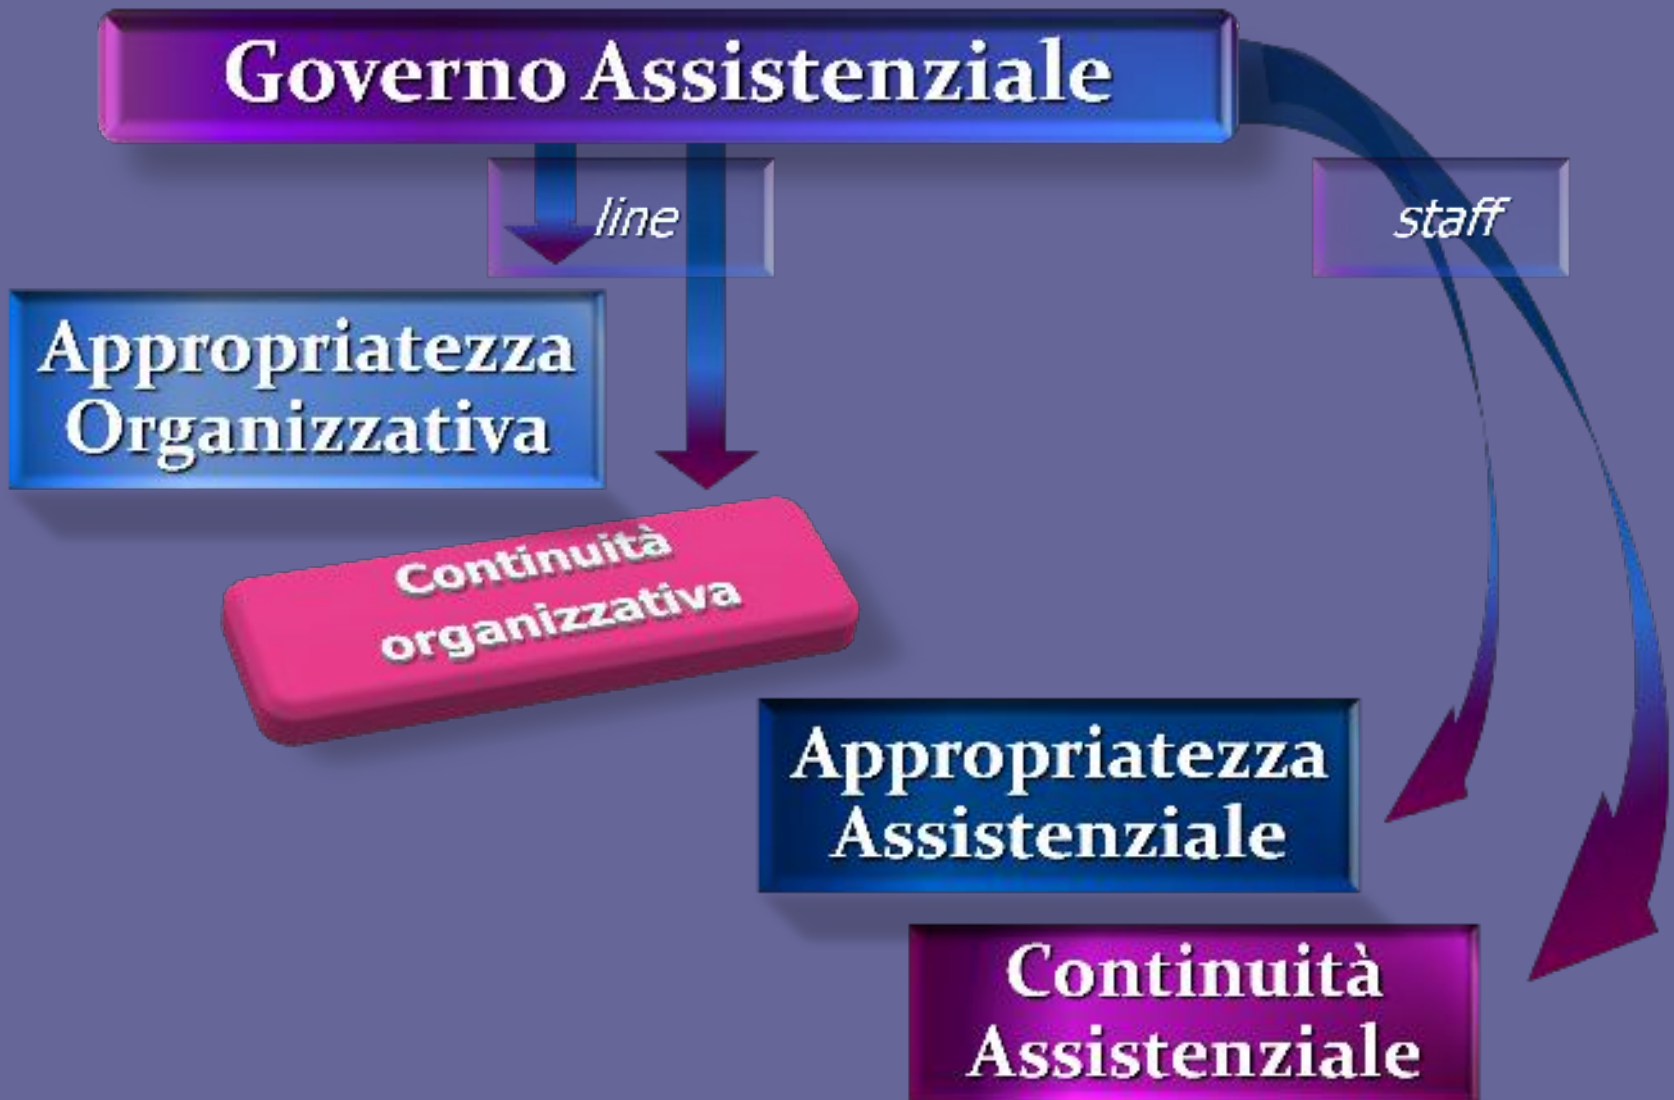 Governo Assistenziale
line
staff
Appropriatezza
Organizzativa
Continuità
organizzativa
Appropriatezza
Assistenziale
Continuità
Assistenziale